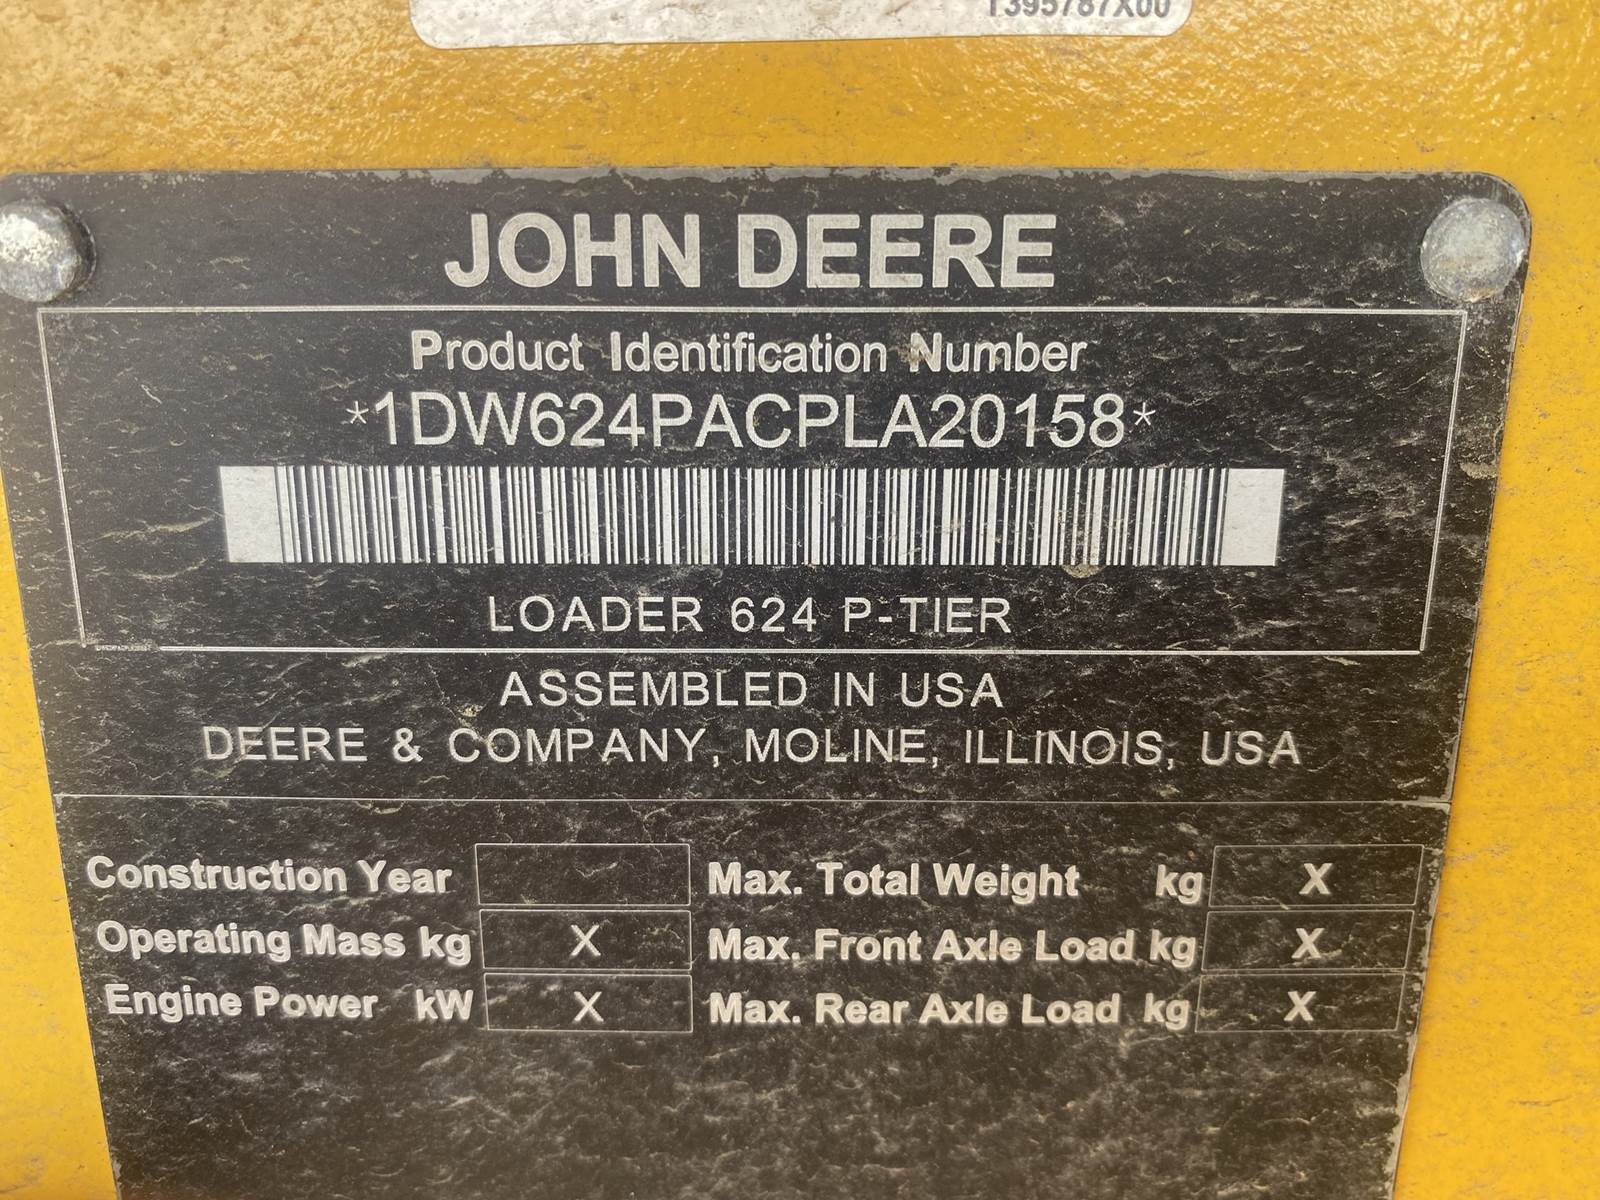 T395787X00
JOHN DEERE
Product Identification Number
*1DW624PACPLA20158*
LOADER 624 P-TIER
ASSEMBLED IN USA
DEERE & COMPANY, MOLINE, ILLINOIS, USA
Construction Year
Max. Total Weight kg X
Operating Mass kg X
Max. Front Axle Load kg X
Engine Power kW X
Max. Rear Axle Load kg X